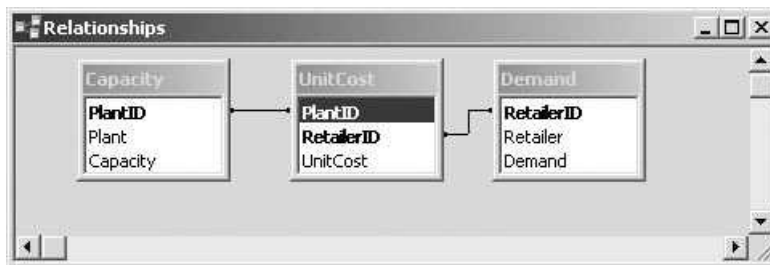 Relationships
Capacity
PlantID
Plant
Capacity
UnitCost
PlantID
RetailerID
UnitCost
Demand
RetailerID
Retailer
Demand